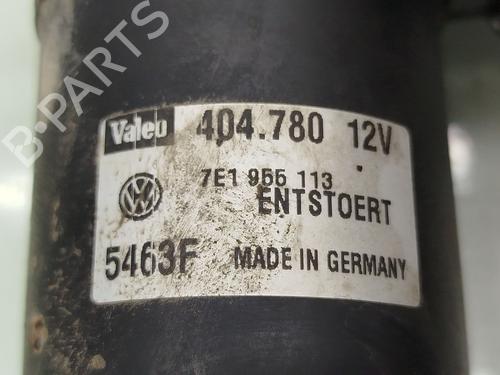 B-PARTS
Valeo 404.780 12V
7E1 955 113
ENTSTOERT
5463F MADE IN GERMANY